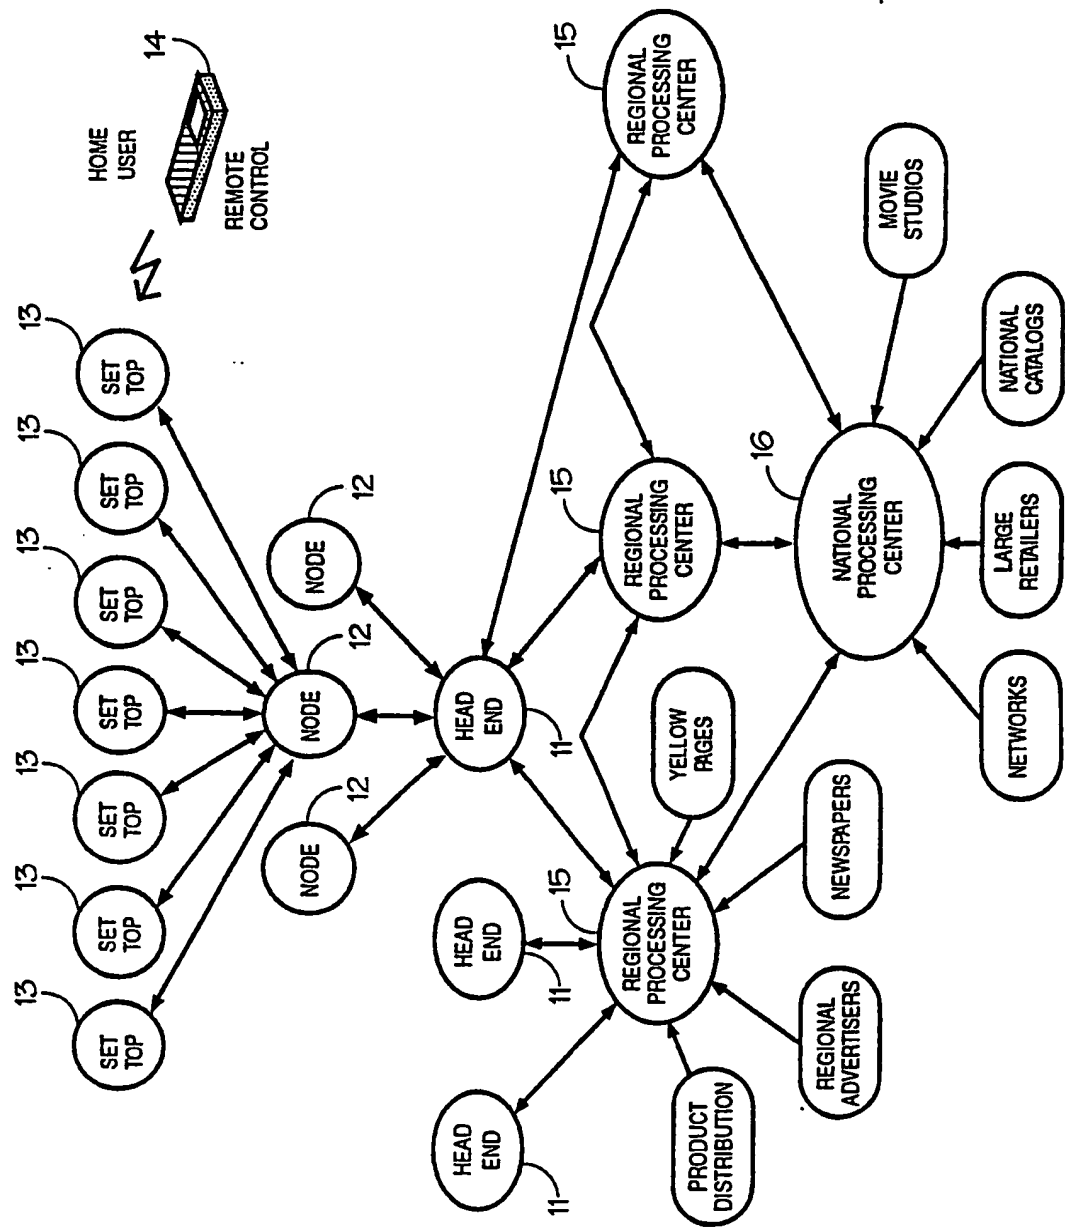 HOME
USER
14
REMOTE
CONTROL
13
SET
TOP
13
SET
TOP
13
SET
TOP
13
SET
TOP
13
SET
TOP
13
SET
TOP
13
SET
TOP
12
NODE
12
NODE
12
NODE
HEAD
END
11
HEAD
END
11
HEAD
END
11
15
REGIONAL
PROCESSING
CENTER
15
REGIONAL
PROCESSING
CENTER
15
REGIONAL
PROCESSING
CENTER
16
NATIONAL
PROCESSING
CENTER
YELLOW
PAGES
NEWSPAPERS
REGIONAL
ADVERTISERS
PRODUCT
DISTRIBUTION
MOVIE
STUDIOS
NATIONAL
CATALOGS
LARGE
RETAILERS
NETWORKS